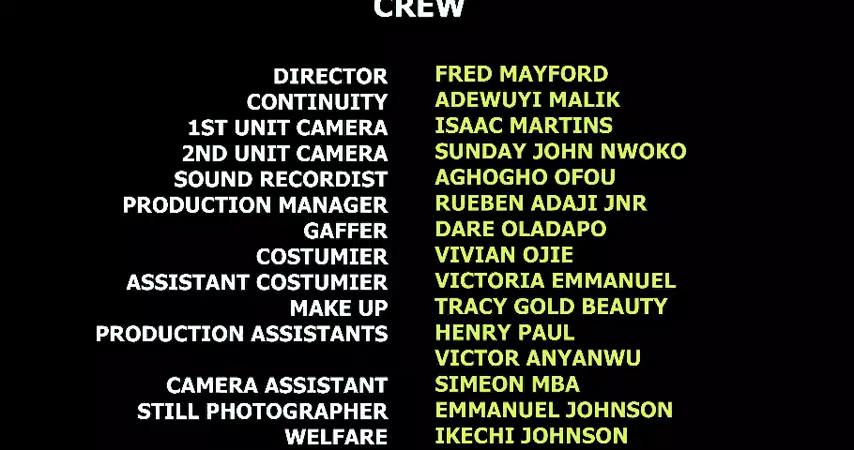 CREW
DIRECTOR FRED MAYFORD
CONTINUITY ADEWUYI MALIK
1ST UNIT CAMERA ISAAC MARTINS
2ND UNIT CAMERA SUNDAY JOHN NWOKO
SOUND RECORDIST AGHOGHO OFOU
PRODUCTION MANAGER RUEBEN ADAJI JNR
GAFFER DARE OLADAPO
COSTUMIER VIVIAN OJIE
ASSISTANT COSTUMIER VICTORIA EMMANUEL
MAKE UP TRACY GOLD BEAUTY
PRODUCTION ASSISTANTS HENRY PAUL
VICTOR ANYANWU
CAMERA ASSISTANT SIMEON MBA
STILL PHOTOGRAPHER EMMANUEL JOHNSON
WELFARE IKECHI JOHNSON